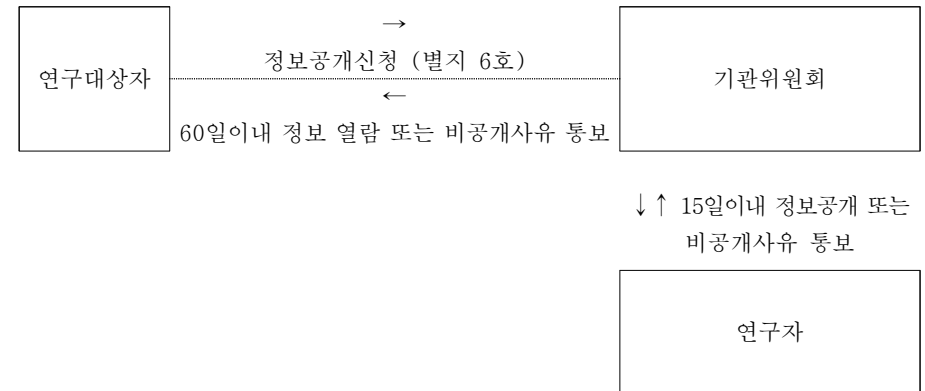 →
정보공개신청 (별지 6호)
연구대상자
기관위원회
←
60일이내 정보 열람 또는 비공개사유 통보
↓↑ 15일이내 정보공개 또는
비공개사유 통보
연구자